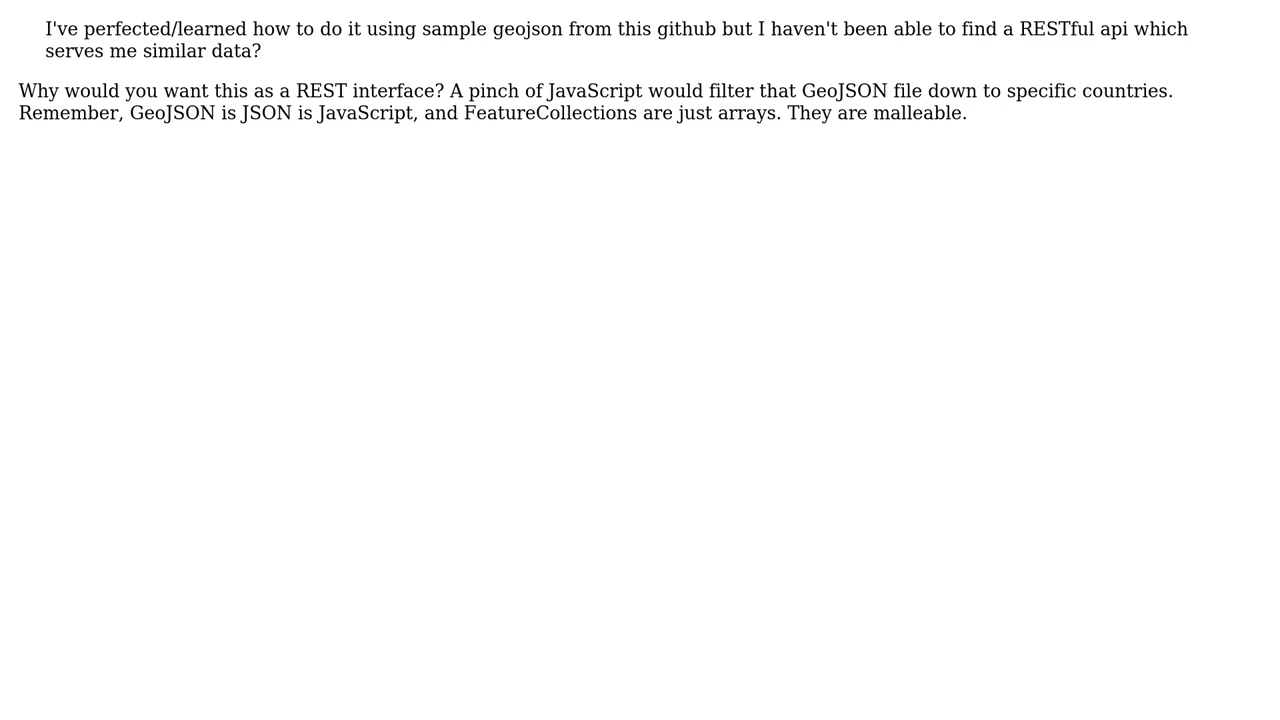 I've perfected/learned how to do it using sample geojson from this github but I haven't been able to find a RESTful api which
serves me similar data?
Why would you want this as a REST interface? A pinch of JavaScript would filter that GeoJSON file down to specific countries.
Remember, GeoJSON is JSON is JavaScript, and FeatureCollections are just arrays. They are malleable.